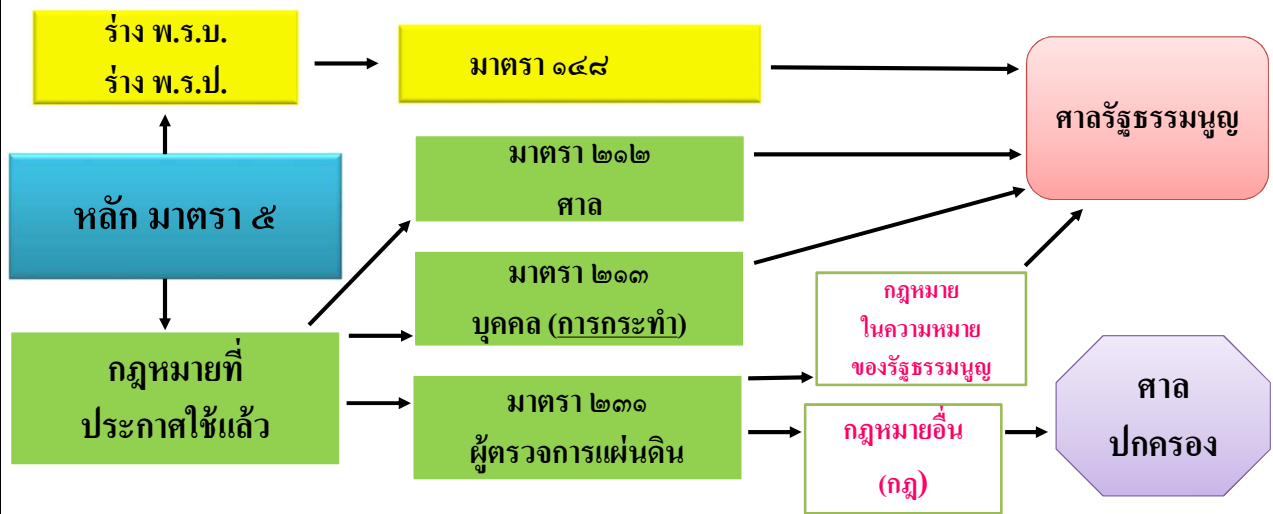 ร่าง พ.ร.บ.
ร่าง พ.ร.ป.
มาตรา ๑๔๘
ศาลรัฐธรรมนูญ
หลัก มาตรา ๕
มาตรา ๒๑๒
ศาล
มาตรา ๒๑๓
บุคคล (การกระทำ)
กฎหมาย
ในความหมาย
ของรัฐธรรมนูญ
กฎหมายที่
ประกาศใช้แล้ว
มาตรา ๒๓๑
ผู้ตรวจการแผ่นดิน
กฎหมายอื่น
(กฎ)
ศาล
ปกครอง